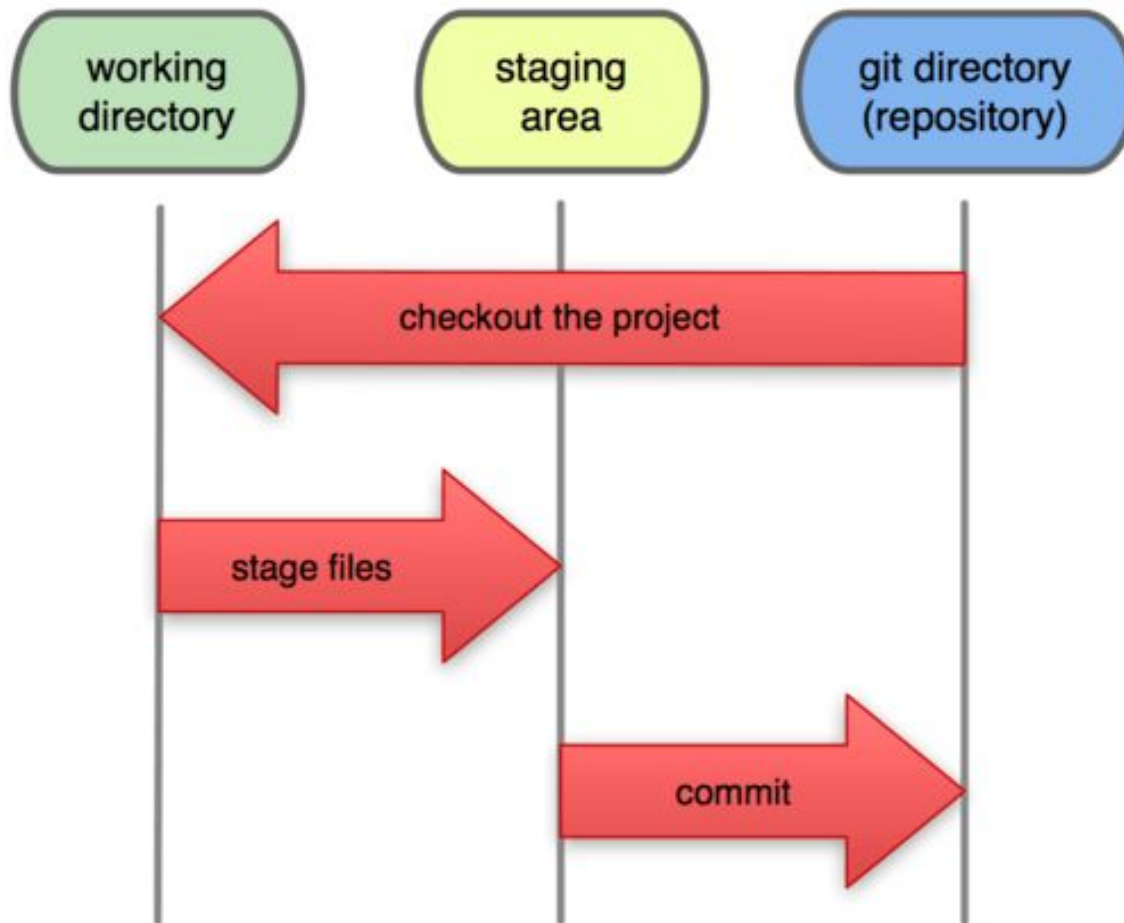 working
directory
staging
area
git directory
(repository)
checkout the project
stage files
commit